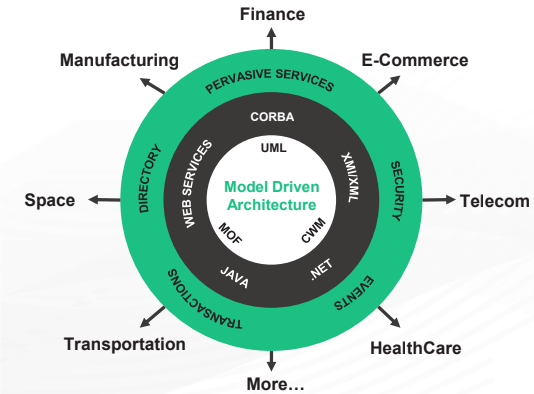 Finance
Manufacturing
E-Commerce
PERVASIVE SERVICES
CORBA
UML
DIRECTORY
WEB SERVICES
XMI/XML
SECURITY
Model Driven
Architecture
Space
Telecom
MOF
CWM
JAVA
.NET
TRANSACTIONS
EVENTS
Transportation
HealthCare
More…